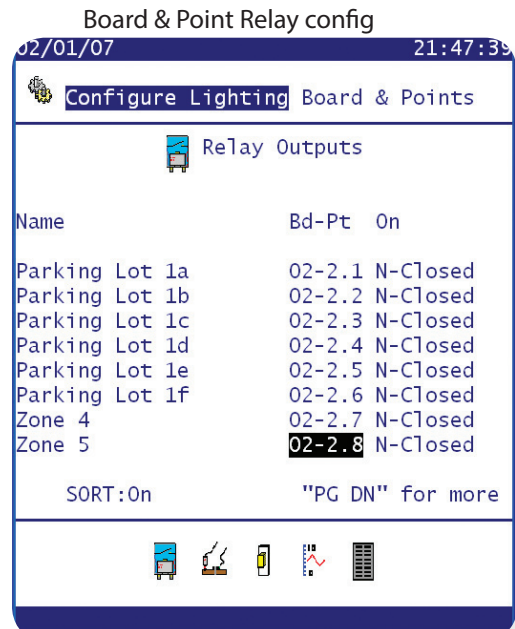 Board & Point Relay config
02/01/07 21:47:39
Configure Lighting Board & Points
Relay Outputs
Name Bd-Pt On
Parking Lot 1a 02-2.1 N-Closed
Parking Lot 1b 02-2.2 N-Closed
Parking Lot 1c 02-2.3 N-Closed
Parking Lot 1d 02-2.4 N-Closed
Parking Lot 1e 02-2.5 N-Closed
Parking Lot 1f 02-2.6 N-Closed
Zone 4 02-2.7 N-Closed
Zone 5 02-2.8 N-Closed
SORT:On "PG DN" for more